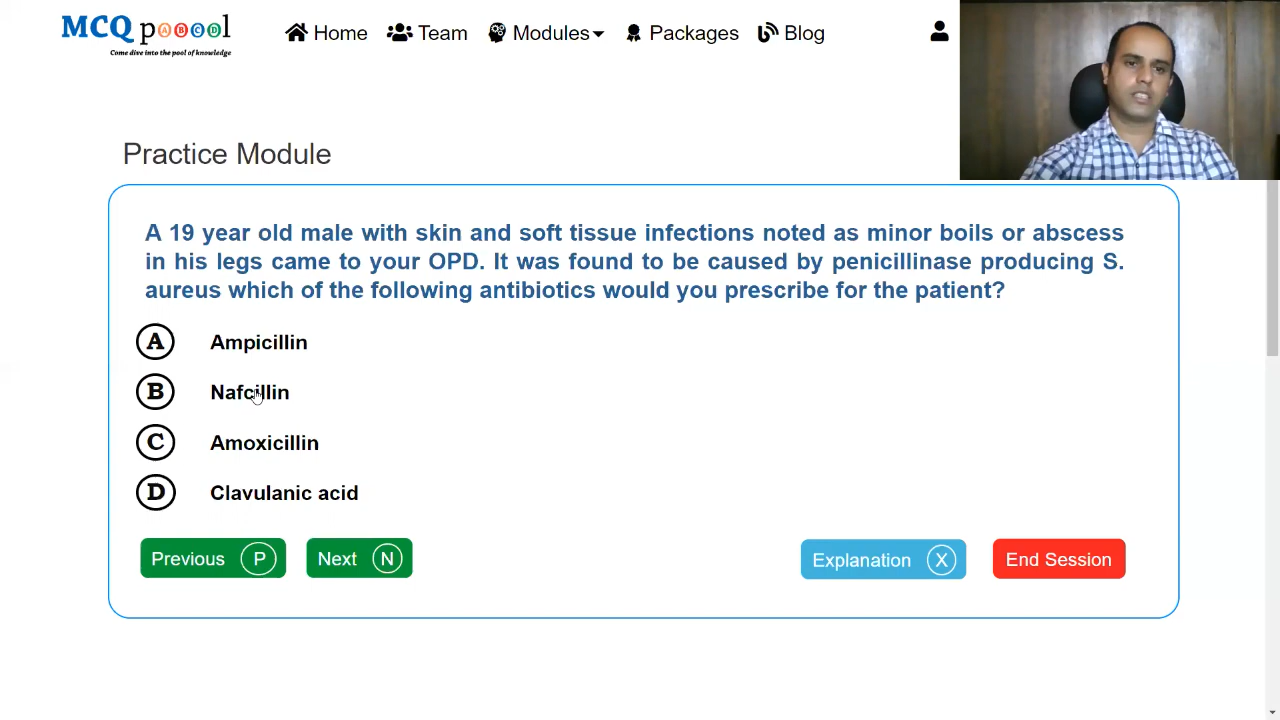 MCQ pooool
Come dive into the pool of knowledge
Home Team Modules Packages Blog
Practice Module
A 19 year old male with skin and soft tissue infections noted as minor boils or abscess
in his legs came to your OPD. It was found to be caused by penicillinase producing S.
aureus which of the following antibiotics would you prescribe for the patient?
A Ampicillin
B Nafcillin
C Amoxicillin
D Clavulanic acid
Previous P Next N Explanation X End Session